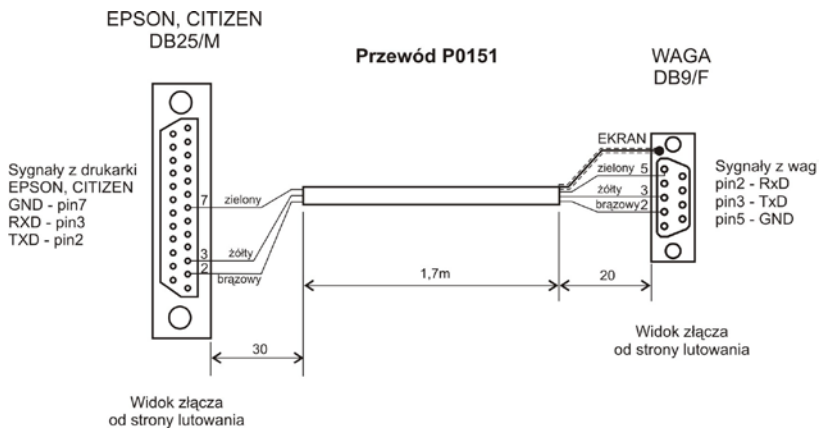 EPSON, CITIZEN
DB25/M
Przewód P0151
WAGA
DB9/F
EKRAN
Sygnały z drukarki
EPSON, CITIZEN
GND - pin7
RXD - pin3
TXD - pin2
7
zielony
3
żółty
2
brązowy
zielony 5
żółty 3
brązowy 2
Sygnały z wag
pin2 - RxD
pin3 - TxD
pin5 - GND
1,7m
20
30
Widok złącza
od strony lutowania
Widok złącza
od strony lutowania